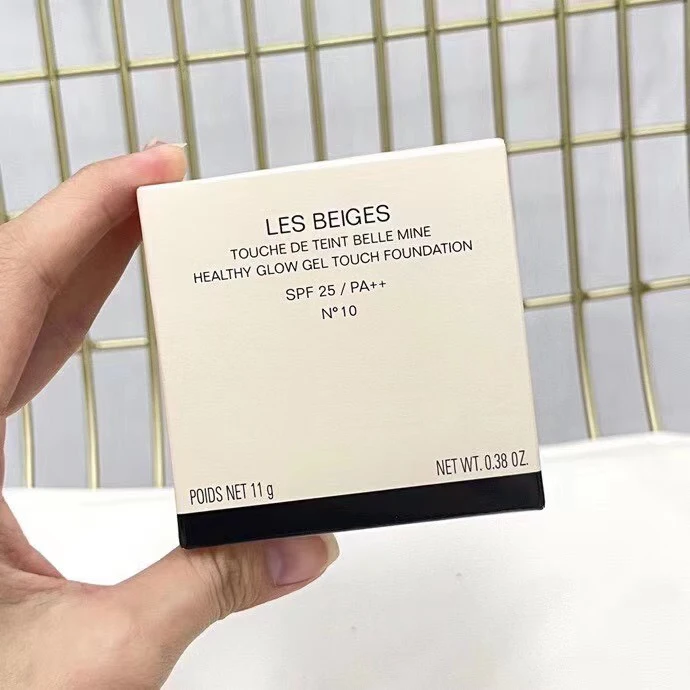 LES BEIGES
TOUCHE DE TEINT BELLE MINE
HEALTHY GLOW GEL TOUCH FOUNDATION
SPF 25 / PA++
N°10
POIDS NET 11 g NET WT. 0.38 OZ.